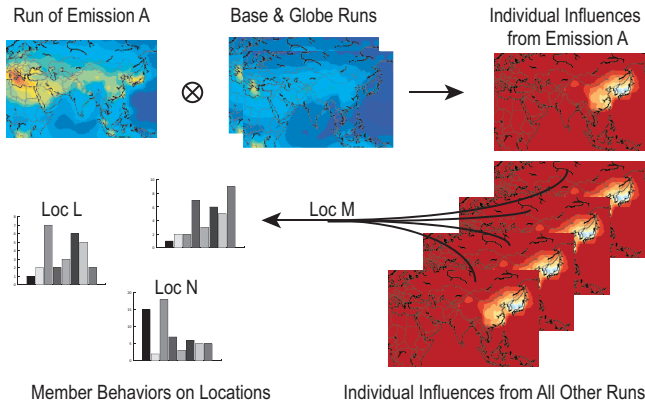 Run of Emission A
Base & Globe Runs
Individual Influences
from Emission A
Loc L
Loc M
Loc N
Member Behaviors on Locations
Individual Influences from All Other Runs